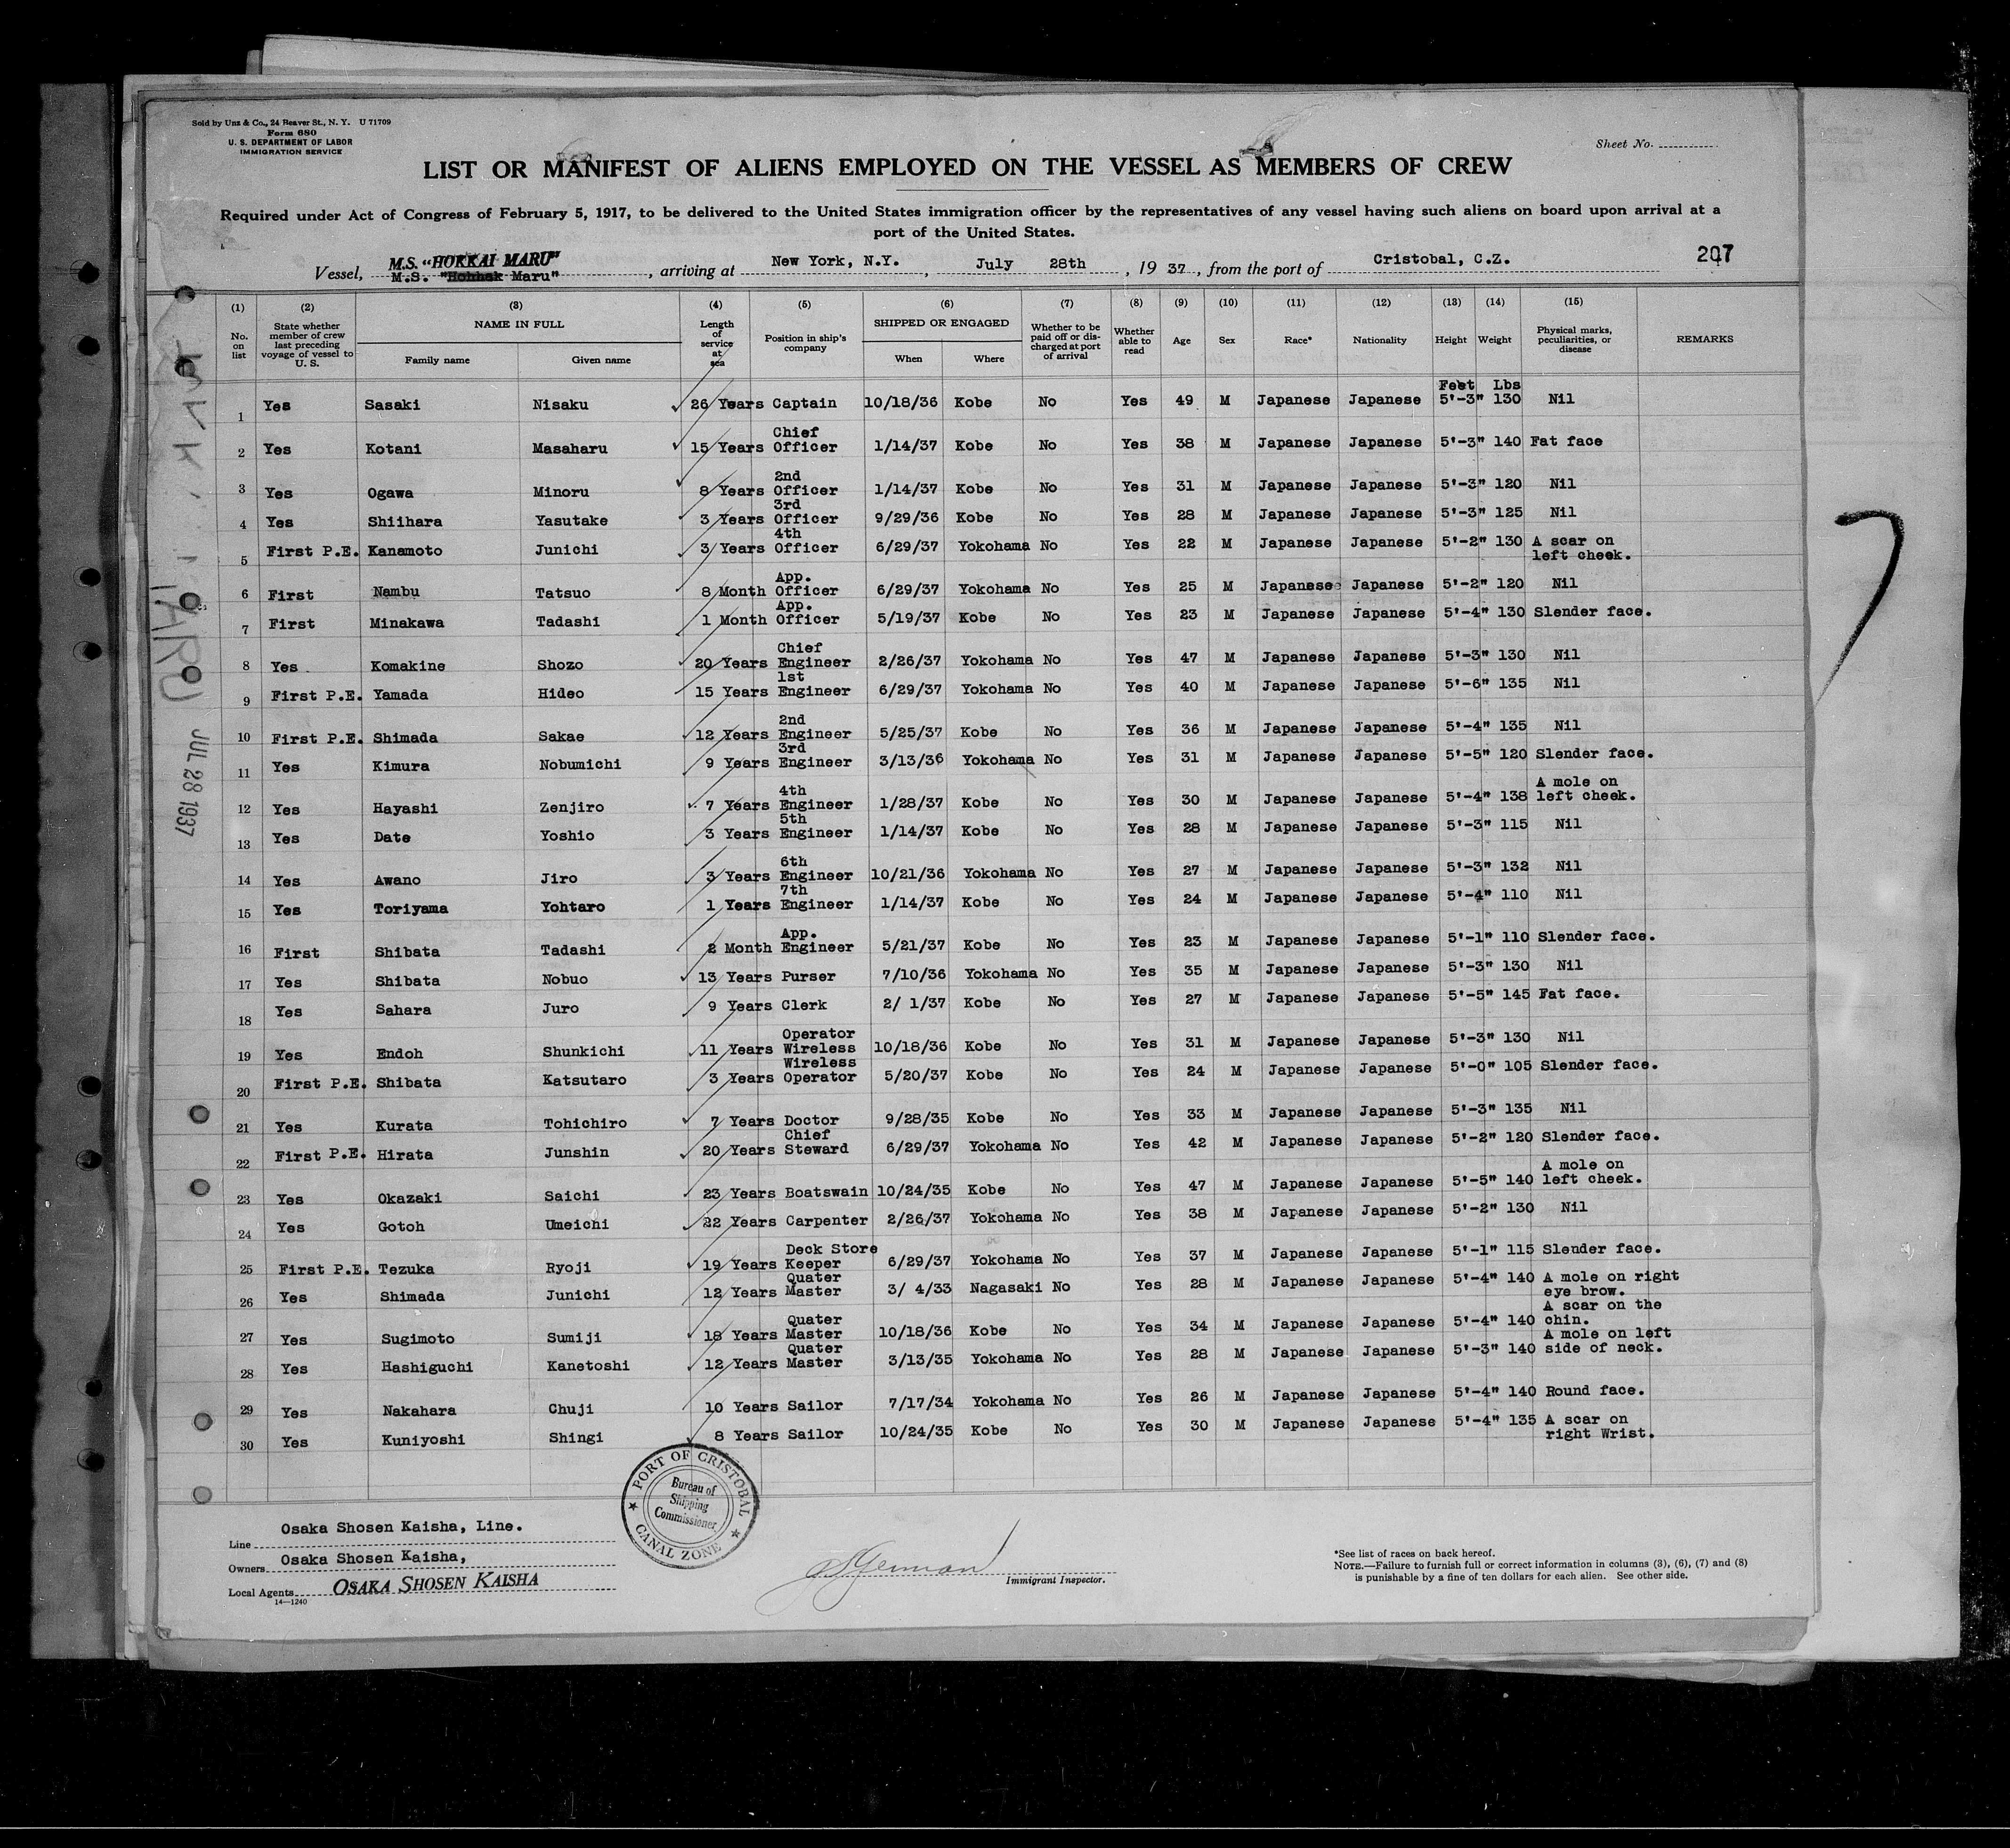 Sold by Unz & Co., 24 Beaver St., N. Y. U 71709
Form 680
U. S. DEPARTMENT OF LABOR
IMMIGRATION SERVICE
Sheet No.
LIST OR MANIFEST OF ALIENS EMPLOYED ON THE VESSEL AS MEMBERS OF CREW
Required under Act of Congress of February 5, 1917, to be delivered to the United States immigration officer by the representatives of any vessel having such aliens on board upon arrival at a
port of the United States.
M.S. "HOKKAI MARU"
Vessel, M.S. "Hohhak Maru", arriving at New York, N.Y., July 28th, 1937, from the port of Cristobal, C.Z. 207
(1) (2) (3) (4) (5) (6) (7) (8) (9) (10) (11) (12) (13) (14) (15)
No. on list State whether member of crew last preceding voyage of vessel to U. S. NAME IN FULL Family name Given name Length of service at sea Position in ship's company SHIPPED OR ENGAGED When Where Whether to be paid off or discharged at port of arrival Whether able to read Age Sex Race* Nationality Height Weight Physical marks, peculiarities, or disease REMARKS
Feet Lbs
1 Yes Sasaki Nisaku 26 Years Captain 10/18/36 Kobe No Yes 49 M Japanese Japanese 5'-3" 130 Nil
2 Yes Kotani Masaharu 15 Years Chief Officer 1/14/37 Kobe No Yes 38 M Japanese Japanese 5'-3" 140 Fat face
3 Yes Ogawa Minoru 8 Years 2nd Officer 1/14/37 Kobe No Yes 31 M Japanese Japanese 5'-3" 120 Nil
4 Yes Shiihara Yasutake 3 Years 3rd Officer 9/29/36 Kobe No Yes 28 M Japanese Japanese 5'-3" 125 Nil
5 First P.E. Kanamoto Junichi 3 Years 4th Officer 6/29/37 Yokohama No Yes 22 M Japanese Japanese 5'-2" 130 A scar on left cheek.
6 First Nambu Tatsuo 8 Month App. Officer 6/29/37 Yokohama No Yes 25 M Japanese Japanese 5'-2" 120 Nil
7 First Minakawa Tadashi 1 Month App. Officer 5/19/37 Kobe No Yes 23 M Japanese Japanese 5'-4" 130 Slender face.
8 Yes Komakine Shozo 20 Years Chief Engineer 2/26/37 Yokohama No Yes 47 M Japanese Japanese 5'-3" 130 Nil
9 First P.E. Yamada Hideo 15 Years 1st Engineer 6/29/37 Yokohama No Yes 40 M Japanese Japanese 5'-6" 135 Nil
10 First P.E. Shimada Sakae 12 Years 2nd Engineer 5/25/37 Kobe No Yes 36 M Japanese Japanese 5'-4" 135 Nil
11 Yes Kimura Nobumichi 9 Years 3rd Engineer 3/13/36 Yokohama No Yes 31 M Japanese Japanese 5'-5" 120 Slender face.
12 Yes Hayashi Zenjiro 7 Years 4th Engineer 1/28/37 Kobe No Yes 30 M Japanese Japanese 5'-4" 138 A mole on left cheek.
13 Yes Date Yoshio 3 Years 5th Engineer 1/14/37 Kobe No Yes 28 M Japanese Japanese 5'-3" 115 Nil
14 Yes Awano Jiro 3 Years 6th Engineer 10/21/36 Yokohama No Yes 27 M Japanese Japanese 5'-3" 132 Nil
15 Yes Toriyama Yohtaro 1 Years 7th Engineer 1/14/37 Kobe No Yes 24 M Japanese Japanese 5'-4" 110 Nil
16 First Shibata Tadashi 2 Month App. Engineer 5/21/37 Kobe No Yes 23 M Japanese Japanese 5'-1" 110 Slender face.
17 Yes Shibata Nobuo 13 Years Purser 7/10/36 Yokohama No Yes 35 M Japanese Japanese 5'-3" 130 Nil
18 Yes Sahara Juro 9 Years Clerk 2/ 1/37 Kobe No Yes 27 M Japanese Japanese 5'-5" 145 Fat face.
19 Yes Endoh Shunkichi 11 Years Operator Wireless 10/18/36 Kobe No Yes 31 M Japanese Japanese 5'-3" 130 Nil
20 First P.E. Shibata Katsutaro 3 Years Wireless Operator 5/20/37 Kobe No Yes 24 M Japanese Japanese 5'-0" 105 Slender face.
21 Yes Kurata Tohichiro 7 Years Doctor 9/28/35 Kobe No Yes 33 M Japanese Japanese 5'-3" 135 Nil
22 First P.E. Hirata Junshin 20 Years Chief Steward 6/29/37 Yokohama No Yes 42 M Japanese Japanese 5'-2" 120 Slender face.
23 Yes Okazaki Saichi 23 Years Boatswain 10/24/35 Kobe No Yes 47 M Japanese Japanese 5'-5" 140 A mole on left cheek.
24 Yes Gotoh Umeichi 22 Years Carpenter 2/26/37 Yokohama No Yes 38 M Japanese Japanese 5'-2" 130 Nil
25 First P.E. Tezuka Ryoji 19 Years Deck Store Keeper 6/29/37 Yokohama No Yes 37 M Japanese Japanese 5'-1" 115 Slender face.
26 Yes Shimada Junichi 12 Years Quater Master 3/ 4/33 Nagasaki No Yes 28 M Japanese Japanese 5'-4" 140 A mole on right eye brow.
27 Yes Sugimoto Sumiji 18 Years Quater Master 10/18/36 Kobe No Yes 34 M Japanese Japanese 5'-4" 140 A scar on the chin.
28 Yes Hashiguchi Kanetoshi 12 Years Quater Master 3/13/35 Yokohama No Yes 28 M Japanese Japanese 5'-3" 140 A mole on left side of neck.
29 Yes Nakahara Chuji 10 Years Sailor 7/17/34 Yokohama No Yes 26 M Japanese Japanese 5'-4" 140 Round face.
30 Yes Kuniyoshi Shingi 8 Years Sailor 10/24/35 Kobe No Yes 30 M Japanese Japanese 5'-4" 135 A scar on right Wrist.
JUL 28 1937
7
PORT OF CRISTOBAL
Bureau of
Shipping
Commissioner
CANAL ZONE
Line Osaka Shosen Kaisha, Line.
Owners Osaka Shosen Kaisha,
Local Agents OSAKA SHOSEN KAISHA
14—1240
Immigrant Inspector.
*See list of races on back hereof.
NOTE.—Failure to furnish full or correct information in columns (3), (6), (7) and (8)
is punishable by a fine of ten dollars for each alien. See other side.